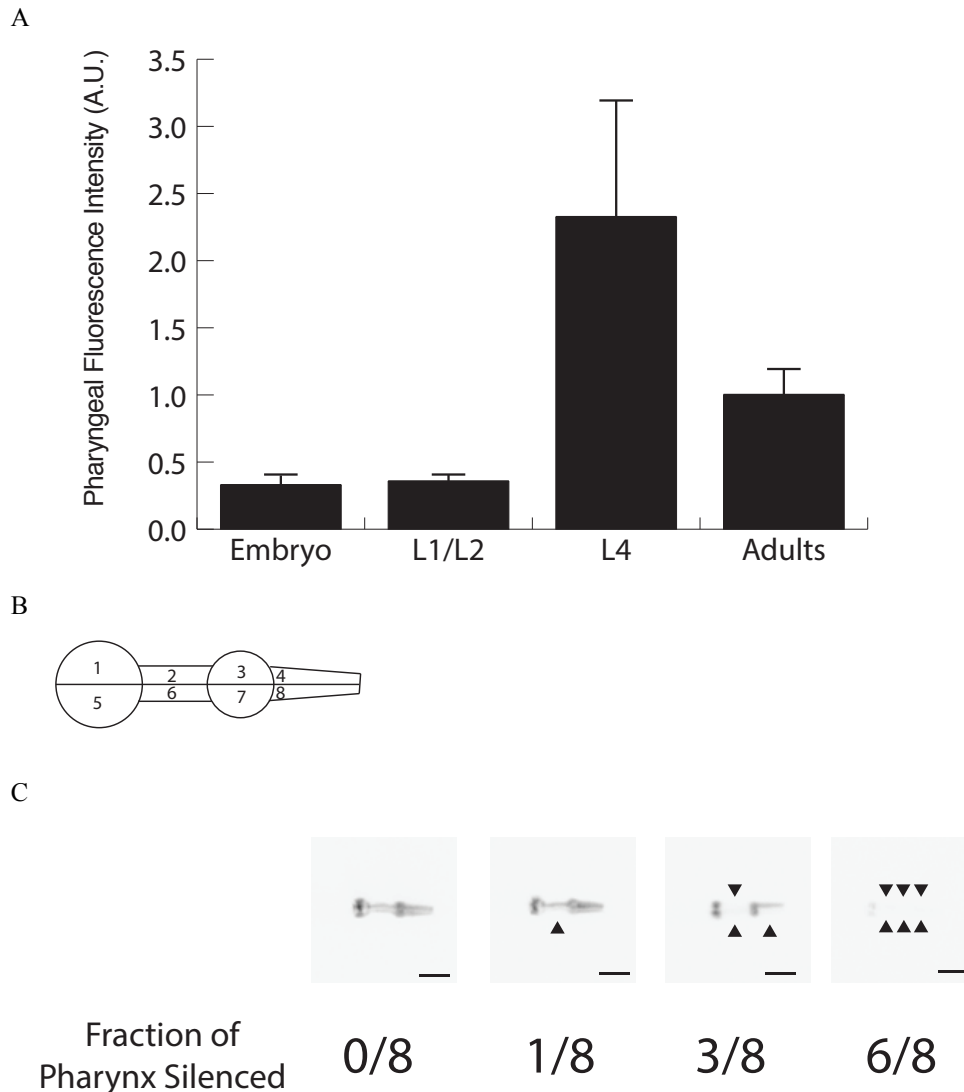 A
Pharyngeal Fluorescence Intensity (A.U.)
3.5
3.0
2.5
2.0
1.5
1.0
0.5
0.0
Embryo L1/L2 L4 Adults
B
1 2 3 4
5 6 7 8
C
Fraction of
Pharynx Silenced
0/8 1/8 3/8 6/8